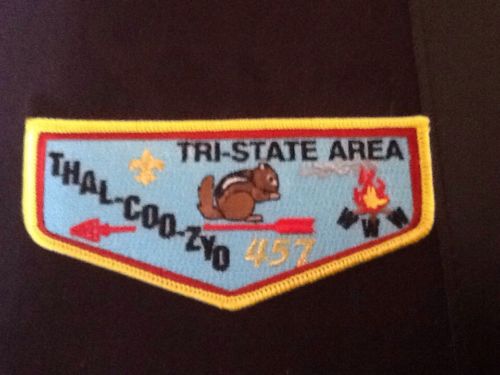 TRI-STATE AREA
THAL-COO-ZYO
457
WWW